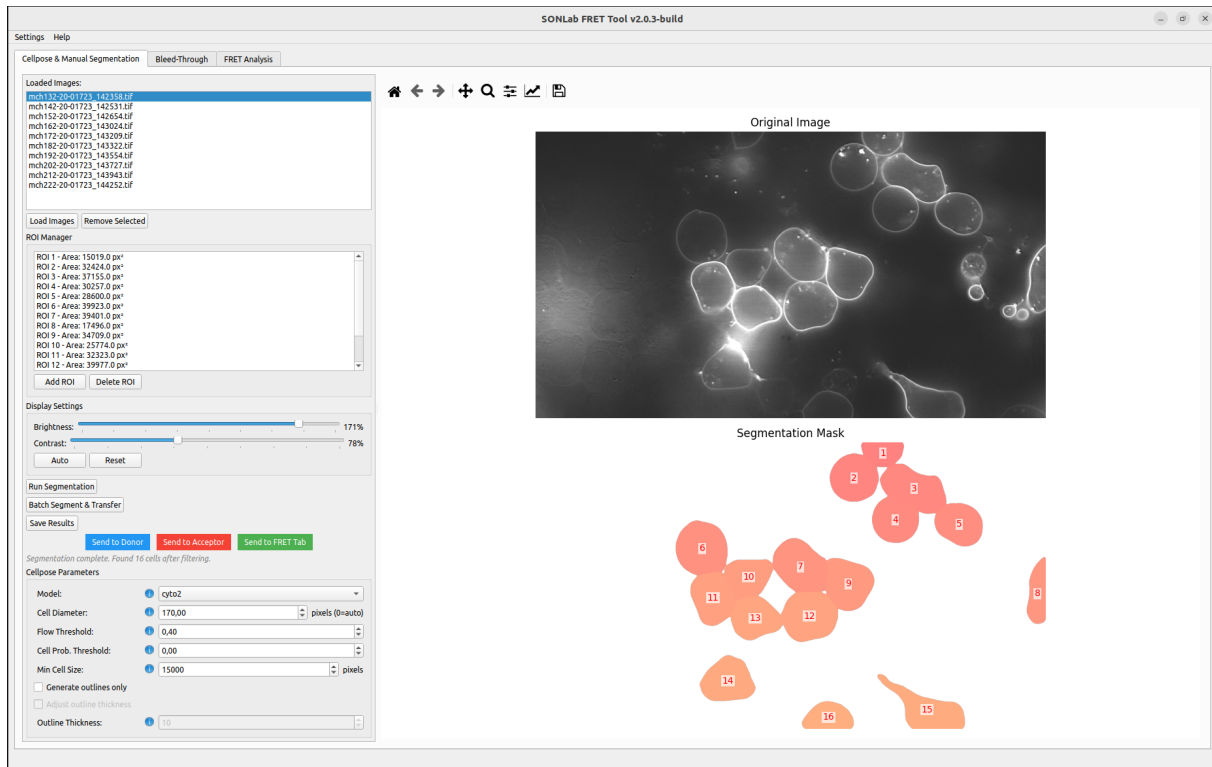 SONLab FRET Tool v2.0.3-build
Settings Help
Cellpose & Manual Segmentation Bleed-Through FRET Analysis
Loaded Images:
mch132-20-01723_142358.tif
mch142-20-01723_142531.tif
mch152-20-01723_142654.tif
mch162-20-01723_143024.tif
mch172-20-01723_143209.tif
mch182-20-01723_143322.tif
mch192-20-01723_143554.tif
mch202-20-01723_143727.tif
mch212-20-01723_143943.tif
mch222-20-01723_144252.tif
Load Images Remove Selected
ROI Manager
ROI 1 - Area: 15019.0 px²
ROI 2 - Area: 32424.0 px²
ROI 3 - Area: 37155.0 px²
ROI 4 - Area: 30257.0 px²
ROI 5 - Area: 28600.0 px²
ROI 6 - Area: 39923.0 px²
ROI 7 - Area: 39401.0 px²
ROI 8 - Area: 17496.0 px²
ROI 9 - Area: 34709.0 px²
ROI 10 - Area: 25774.0 px²
ROI 11 - Area: 32323.0 px²
ROI 12 - Area: 39977.0 px²
Add ROI Delete ROI
Display Settings
Brightness: 171%
Contrast: 78%
Auto Reset
Run Segmentation
Batch Segment & Transfer
Save Results
Send to Donor Send to Acceptor Send to FRET Tab
Segmentation complete. Found 16 cells after filtering.
Cellpose Parameters
Model: cyto2
Cell Diameter: 170,00 pixels (0=auto)
Flow Threshold: 0,40
Cell Prob. Threshold: 0,00
Min Cell Size: 15000 pixels
Generate outlines only
Adjust outline thickness
Outline Thickness: 10
Original Image
Segmentation Mask
1
2
3
4
5
6
7
8
9
10
11
12
13
14
15
16